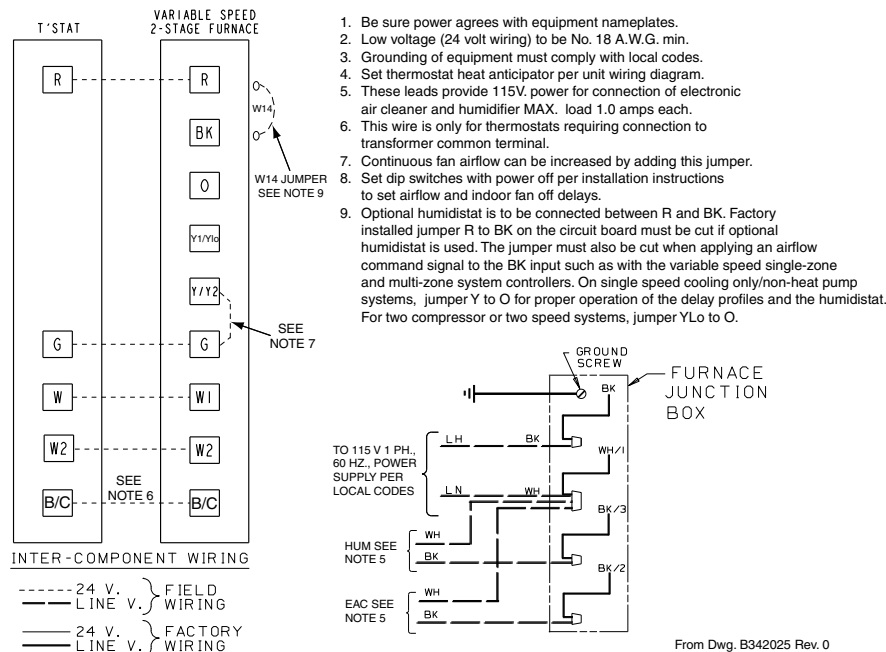 T'STAT
VARIABLE SPEED
2-STAGE FURNACE
R
R
W14
BK
W14 JUMPER
SEE NOTE 9
O
Y1/Ylo
Y/Y2
SEE
NOTE 7
G
G
W
W1
W2
W2
SEE
NOTE 6
B/C
B/C
INTER-COMPONENT WIRING
24 V.
LINE V.
FIELD
WIRING
24 V.
LINE V.
FACTORY
WIRING
1. Be sure power agrees with equipment nameplates.
2. Low voltage (24 volt wiring) to be No. 18 A.W.G. min.
3. Grounding of equipment must comply with local codes.
4. Set thermostat heat anticipator per unit wiring diagram.
5. These leads provide 115V. power for connection of electronic
air cleaner and humidifier MAX. load 1.0 amps each.
6. This wire is only for thermostats requiring connection to
transformer common terminal.
7. Continuous fan airflow can be increased by adding this jumper.
8. Set dip switches with power off per installation instructions
to set airflow and indoor fan off delays.
9. Optional humidistat is to be connected between R and BK. Factory
installed jumper R to BK on the circuit board must be cut if optional
humidistat is used. The jumper must also be cut when applying an airflow
command signal to the BK input such as with the variable speed single-zone
and multi-zone system controllers. On single speed cooling only/non-heat pump
systems, jumper Y to O for proper operation of the delay profiles and the humidistat.
For two compressor or two speed systems, jumper YLo to O.
GROUND
SCREW
FURNACE
JUNCTION
BOX
BK
TO 115 V 1 PH.,
60 HZ., POWER
SUPPLY PER
LOCAL CODES
LH
BK
WH/1
LN
WH
BK/3
HUM SEE
NOTE 5
WH
BK
BK/2
EAC SEE
NOTE 5
WH
BK
From Dwg. B342025 Rev. 0